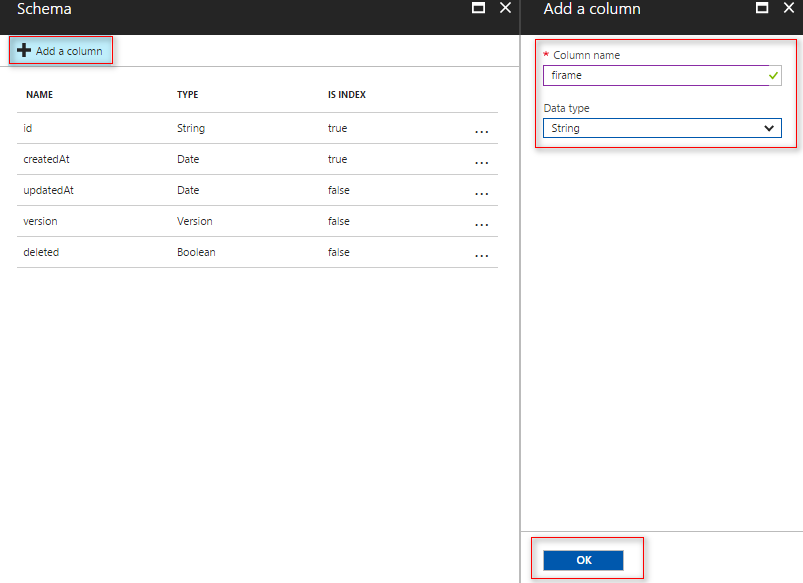 Schema
Add a column
NAME TYPE IS INDEX
id String true ...
createdAt Date true ...
updatedAt Date false ...
version Version false ...
deleted Boolean false ...
Add a column
* Column name
firame
Data type
String
OK